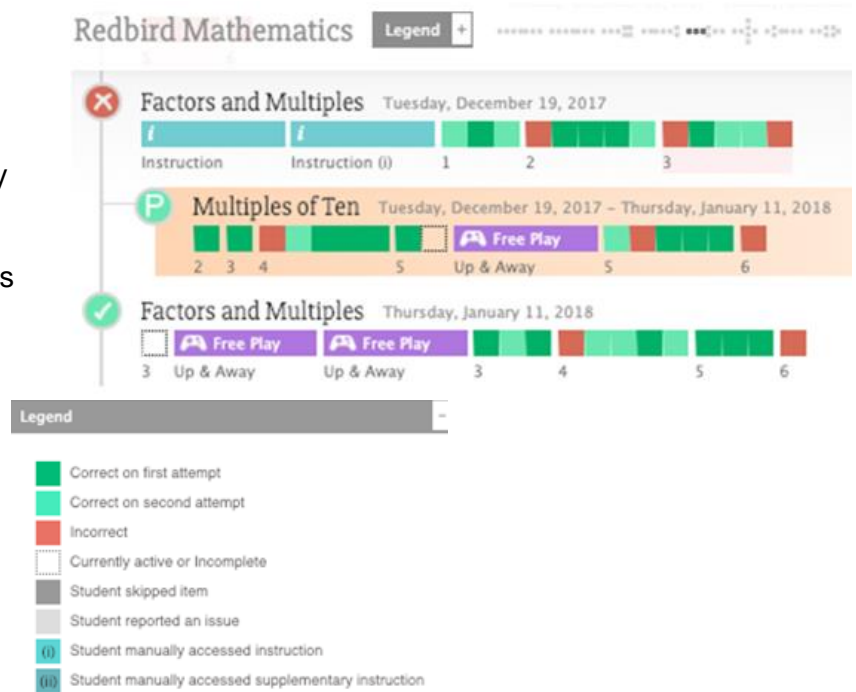 Redbird Mathematics Legend +
Factors and Multiples Tuesday, December 19, 2017
i i
Instruction Instruction (i) 1 2 3
y
P Multiples of Ten Tuesday, December 19, 2017 – Thursday, January 11, 2018
Free Play
2 3 4 5 Up & Away 5 6
s
Factors and Multiples Thursday, January 11, 2018
Free Play Free Play
3 Up & Away Up & Away 3 4 5 6
Legend -
Correct on first attempt
Correct on second attempt
Incorrect
Currently active or Incomplete
Student skipped item
Student reported an issue
(i) Student manually accessed instruction
(ii) Student manually accessed supplementary instruction